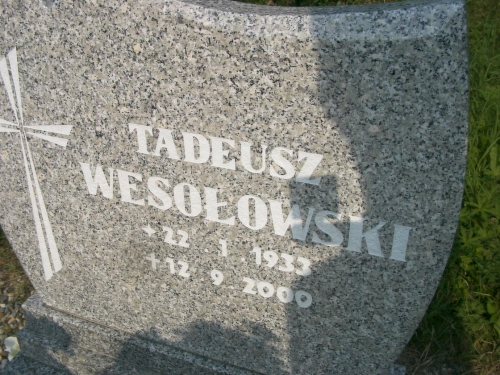 TADEUSZ
WESOŁOWSKI
+22 1 1933
+12 9 2000